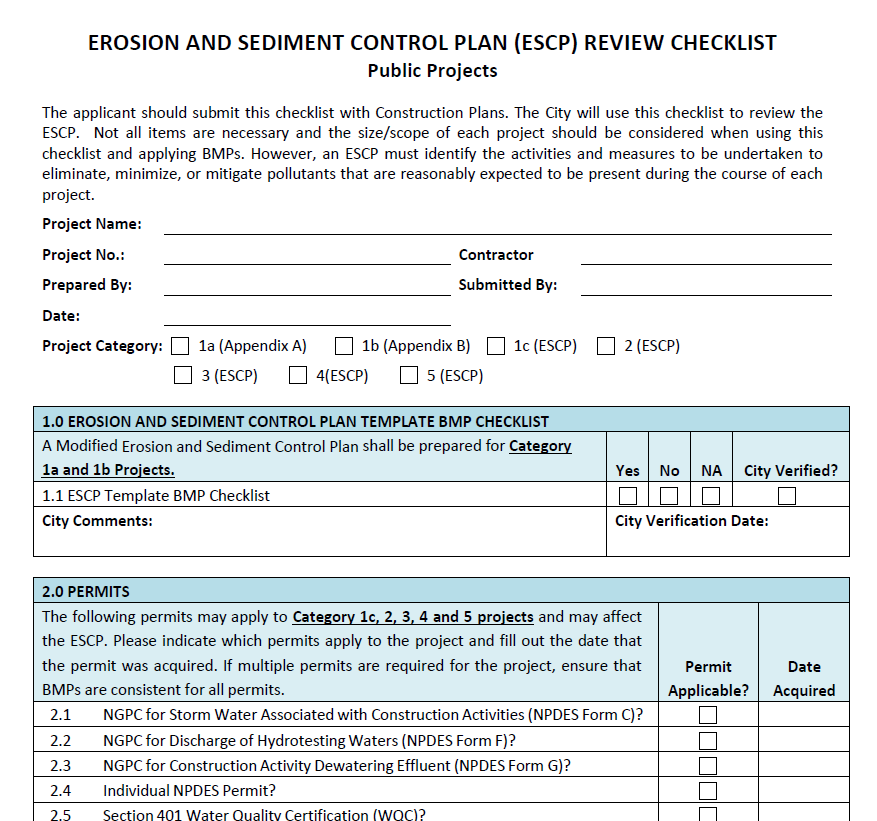 EROSION AND SEDIMENT CONTROL PLAN (ESCP) REVIEW CHECKLIST
Public Projects
The applicant should submit this checklist with Construction Plans. The City will use this checklist to review the
ESCP. Not all items are necessary and the size/scope of each project should be considered when using this
checklist and applying BMPs. However, an ESCP must identify the activities and measures to be undertaken to
eliminate, minimize, or mitigate pollutants that are reasonably expected to be present during the course of each
project.
Project Name:
Project No.: Contractor
Prepared By: Submitted By:
Date:
Project Category: 1a (Appendix A) 1b (Appendix B) 1c (ESCP) 2 (ESCP)
3 (ESCP) 4(ESCP) 5 (ESCP)
1.0 EROSION AND SEDIMENT CONTROL PLAN TEMPLATE BMP CHECKLIST
A Modified Erosion and Sediment Control Plan shall be prepared for Category
1a and 1b Projects. Yes No NA City Verified?
1.1 ESCP Template BMP Checklist
City Comments: City Verification Date:
2.0 PERMITS
The following permits may apply to Category 1c, 2, 3, 4 and 5 projects and may affect
the ESCP. Please indicate which permits apply to the project and fill out the date that
the permit was acquired. If multiple permits are required for the project, ensure that
BMPs are consistent for all permits.
Permit Applicable?
Date Acquired
2.1 NGPC for Storm Water Associated with Construction Activities (NPDES Form C)?
2.2 NGPC for Discharge of Hydrotesting Waters (NPDES Form F)?
2.3 NGPC for Construction Activity Dewatering Effluent (NPDES Form G)?
2.4 Individual NPDES Permit?
2.5 Section 401 Water Quality Certification (WQC)?